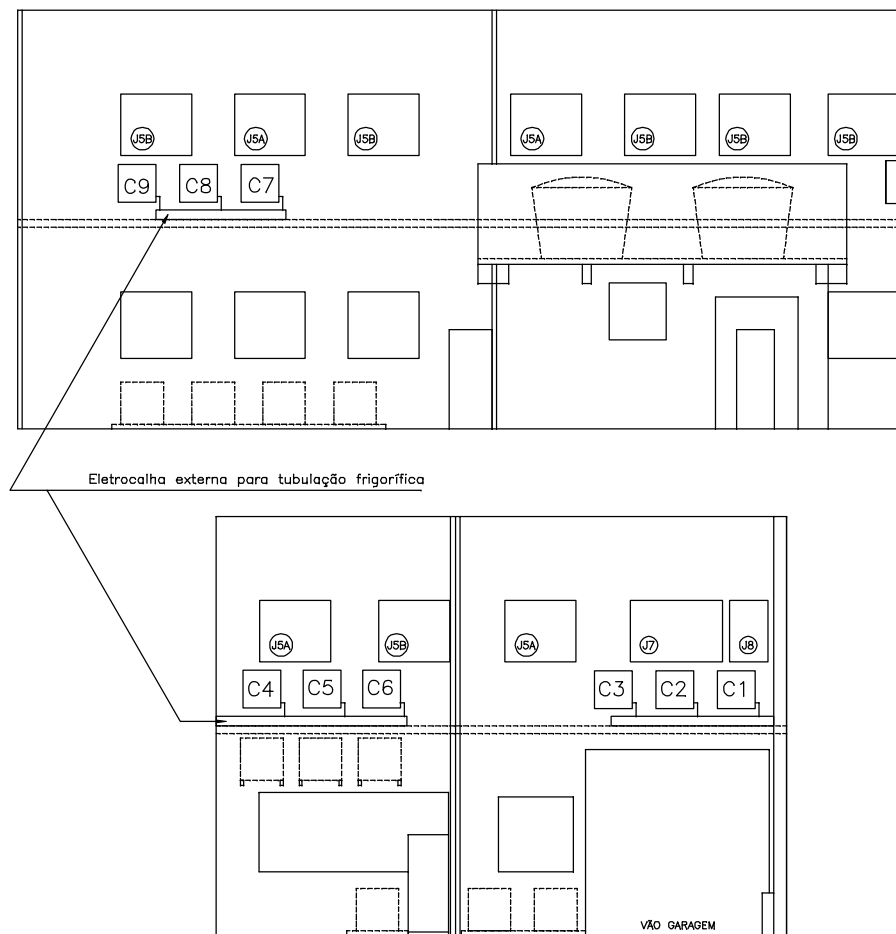 J5B J5A J5B J5A J5B J5B J5B
C9 C8 C7
Eletrocalha externa para tubulação frigorífica
J5A J5B J5A J7 J8
C4 C5 C6 C3 C2 C1
VÃO GARAGEM